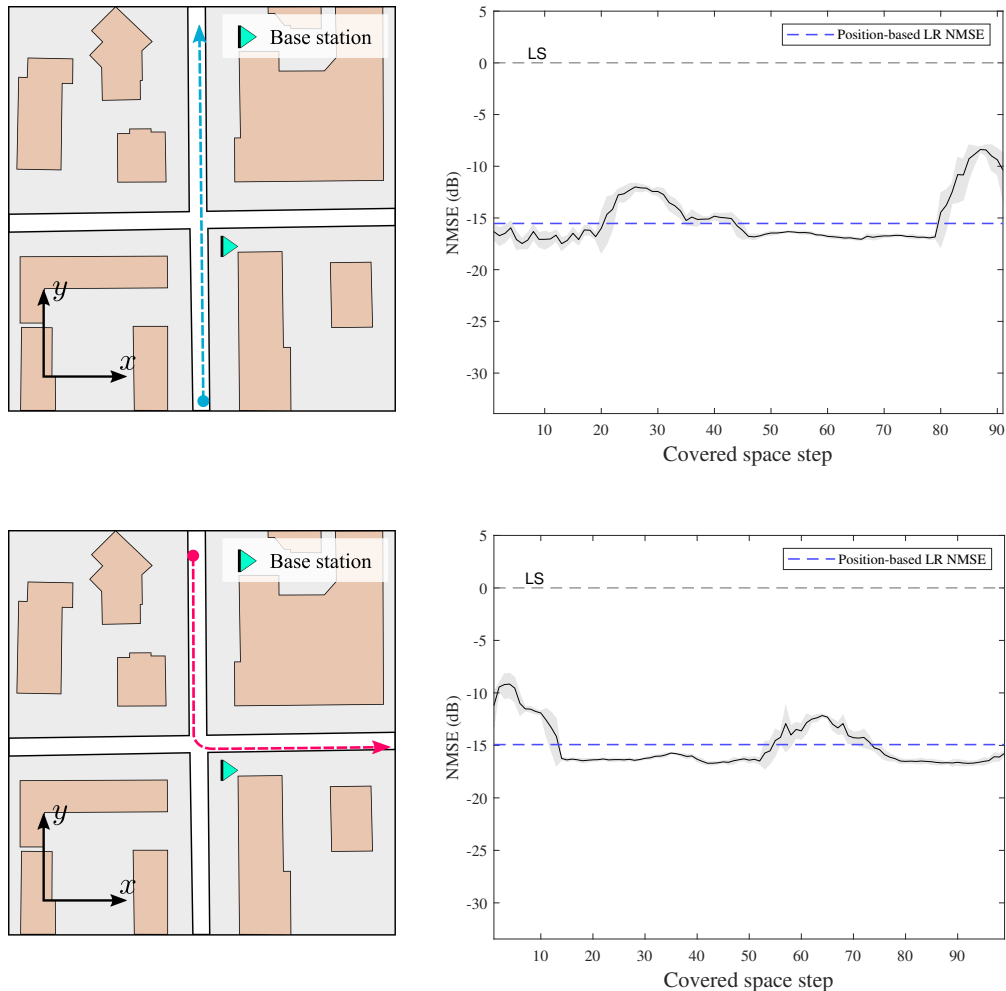 Base station
y
x
5
0
-5
-10
-15
-20
-25
-30
NMSE (dB)
LS
Position-based LR NMSE
10 20 30 40 50 60 70 80 90
Covered space step
Base station
y
x
5
0
-5
-10
-15
-20
-25
-30
NMSE (dB)
LS
Position-based LR NMSE
10 20 30 40 50 60 70 80 90
Covered space step